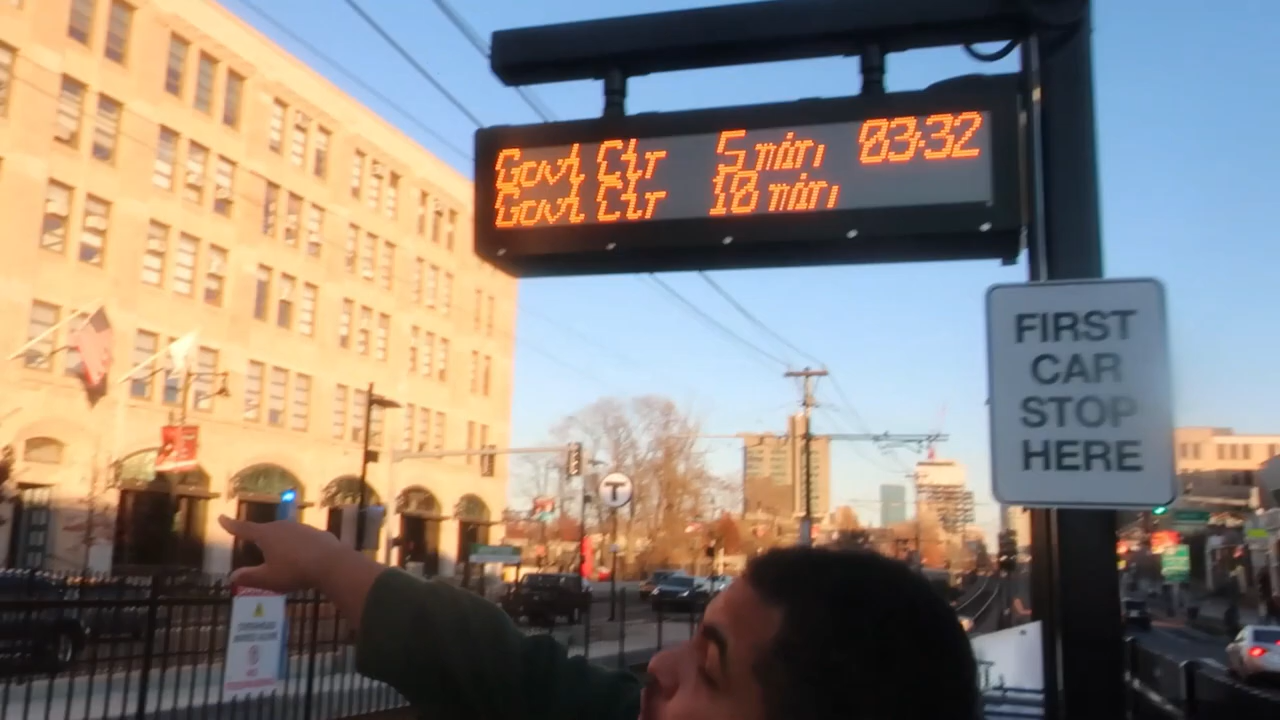 Govt Ctr 5 min 03:32
Govt Ctr 10 min
FIRST
CAR
STOP
HERE
T